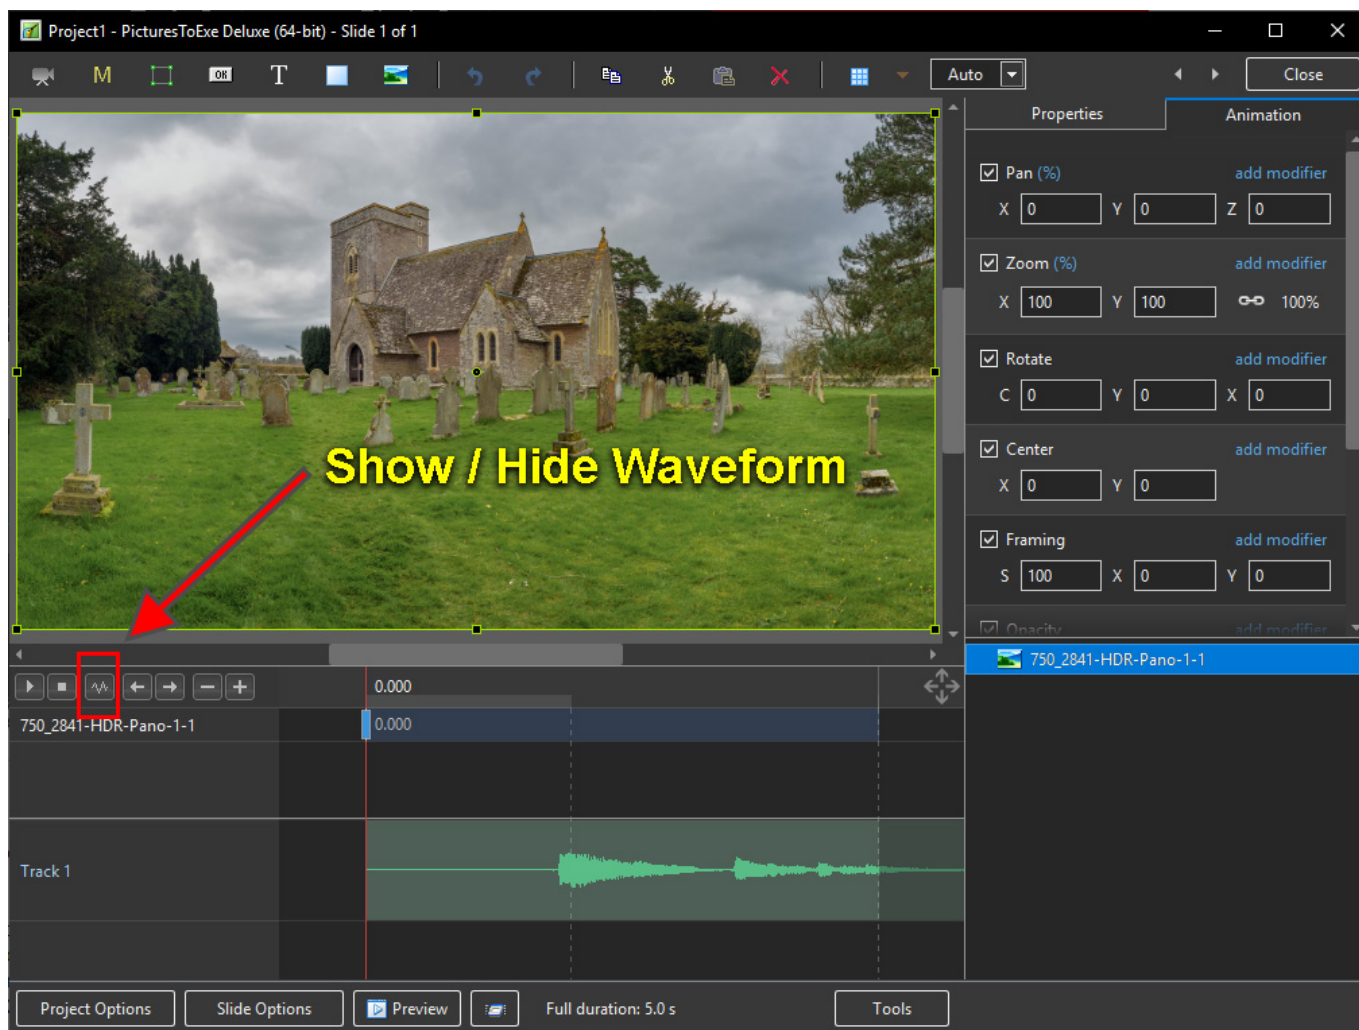 Project1 - PicturesToExe Deluxe (64-bit) - Slide 1 of 1
M OK T Auto Close
Properties Animation
Pan (%) add modifier
X 0 Y 0 Z 0
Zoom (%) add modifier
X 100 Y 100 100%
Rotate add modifier
C 0 Y 0 X 0
Center add modifier
X 0 Y 0
Show / Hide Waveform
Framing add modifier
S 100 X 0 Y 0
Opacity add modifier
750_2841-HDR-Pano-1-1
0.000
750_2841-HDR-Pano-1-1 0.000
Track 1
Project Options Slide Options Preview Full duration: 5.0 s Tools